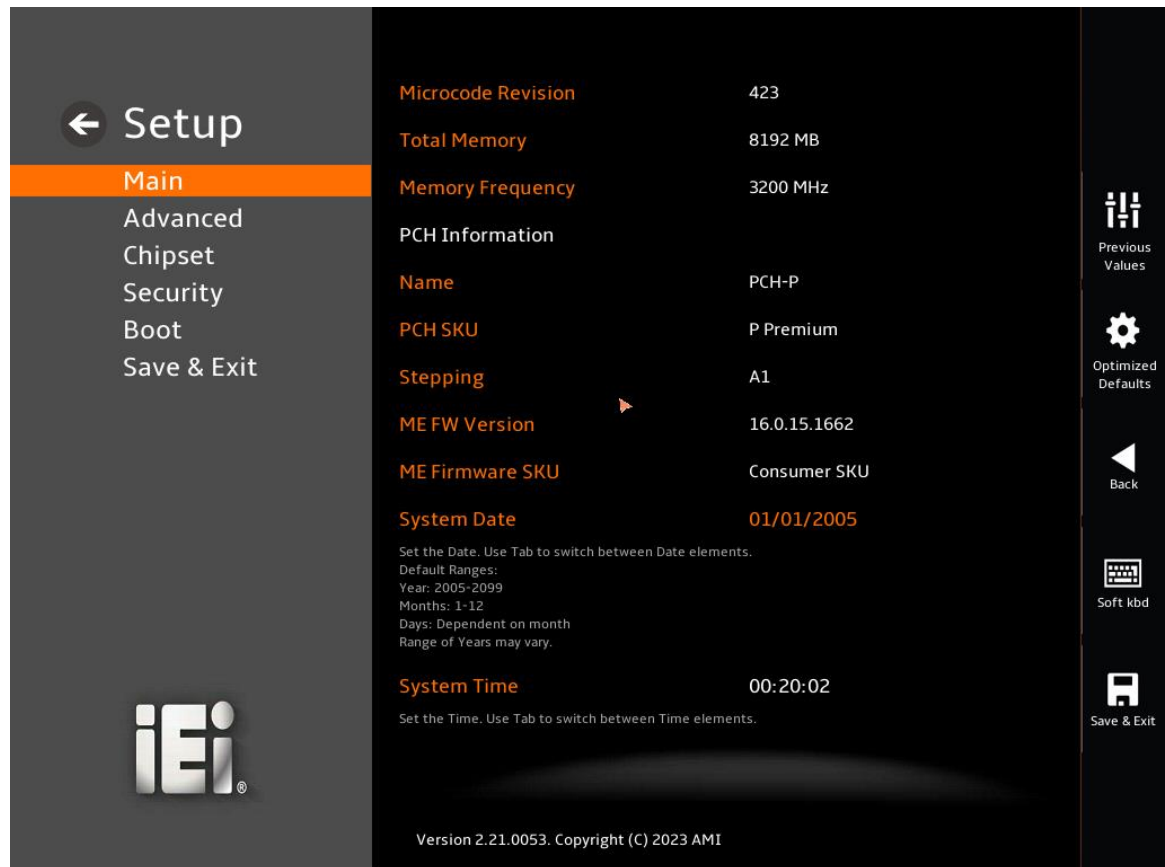 Setup
Main
Advanced
Chipset
Security
Boot
Save & Exit
iEi®
Microcode Revision 423
Total Memory 8192 MB
Memory Frequency 3200 MHz
PCH Information
Name PCH-P
PCH SKU P Premium
Stepping A1
ME FW Version 16.0.15.1662
ME Firmware SKU Consumer SKU
System Date 01/01/2005
Set the Date. Use Tab to switch between Date elements.
Default Ranges:
Year: 2005-2099
Months: 1-12
Days: Dependent on month
Range of Years may vary.
System Time 00:20:02
Set the Time. Use Tab to switch between Time elements.
Version 2.21.0053. Copyright (C) 2023 AMI
Previous
Values
Optimized
Defaults
Back
Soft kbd
Save & Exit